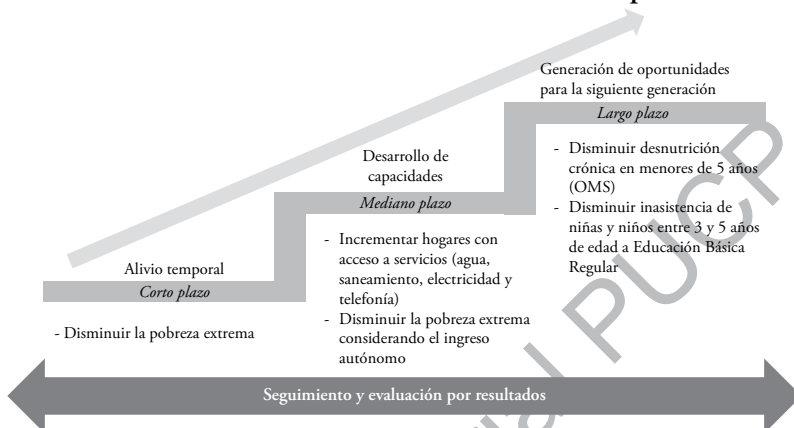 Generación de oportunidades
para la siguiente generación
Largo plazo
- Disminuir desnutrición
crónica en menores de 5 años
(OMS)
- Disminuir inasistencia de
niñas y niños entre 3 y 5 años
de edad a Educación Básica
Regular
Desarrollo de
capacidades
Mediano plazo
- Incrementar hogares con
acceso a servicios (agua,
saneamiento, electricidad y
telefonía)
- Disminuir la pobreza extrema
considerando el ingreso
autónomo
Alivio temporal
Corto plazo
- Disminuir la pobreza extrema
Seguimiento y evaluación por resultados
PUCP